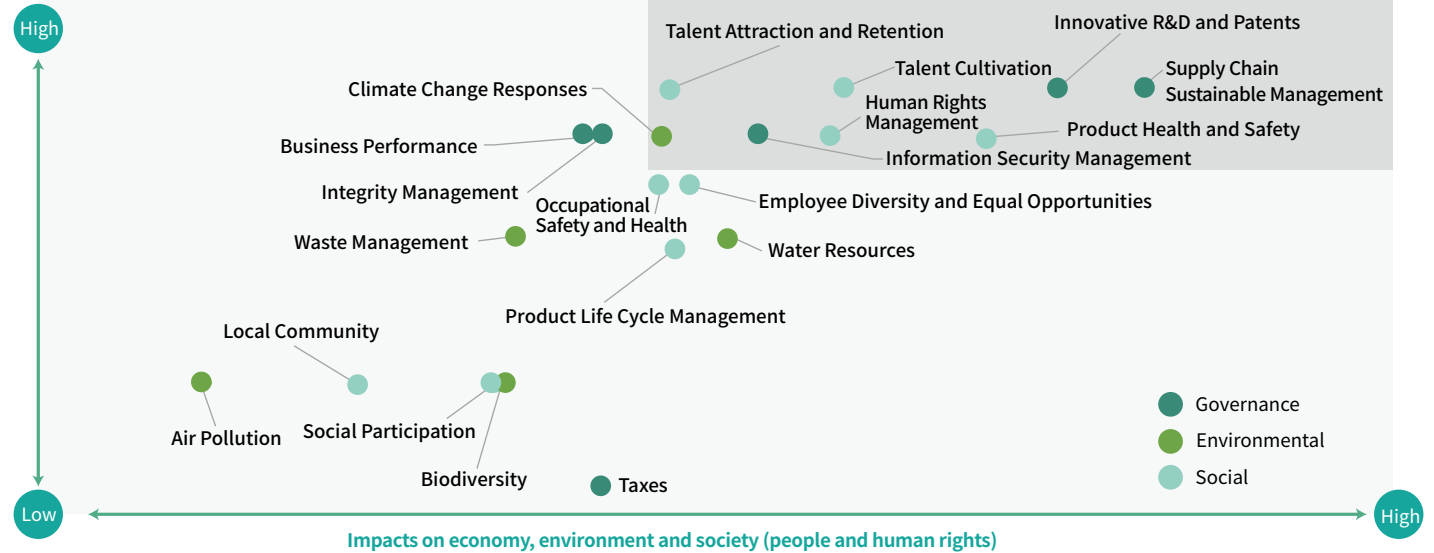 High
Talent Attraction and Retention
Innovative R&D and Patents
Talent Cultivation
Supply Chain
Sustainable Management
Climate Change Responses
Human Rights
Management
Product Health and Safety
Business Performance
Information Security Management
Integrity Management
Occupational
Safety and Health
Employee Diversity and Equal Opportunities
Waste Management
Water Resources
Product Life Cycle Management
Local Community
Air Pollution
Social Participation
Biodiversity
Taxes
Governance
Environmental
Social
Low
High
Impacts on economy, environment and society (people and human rights)